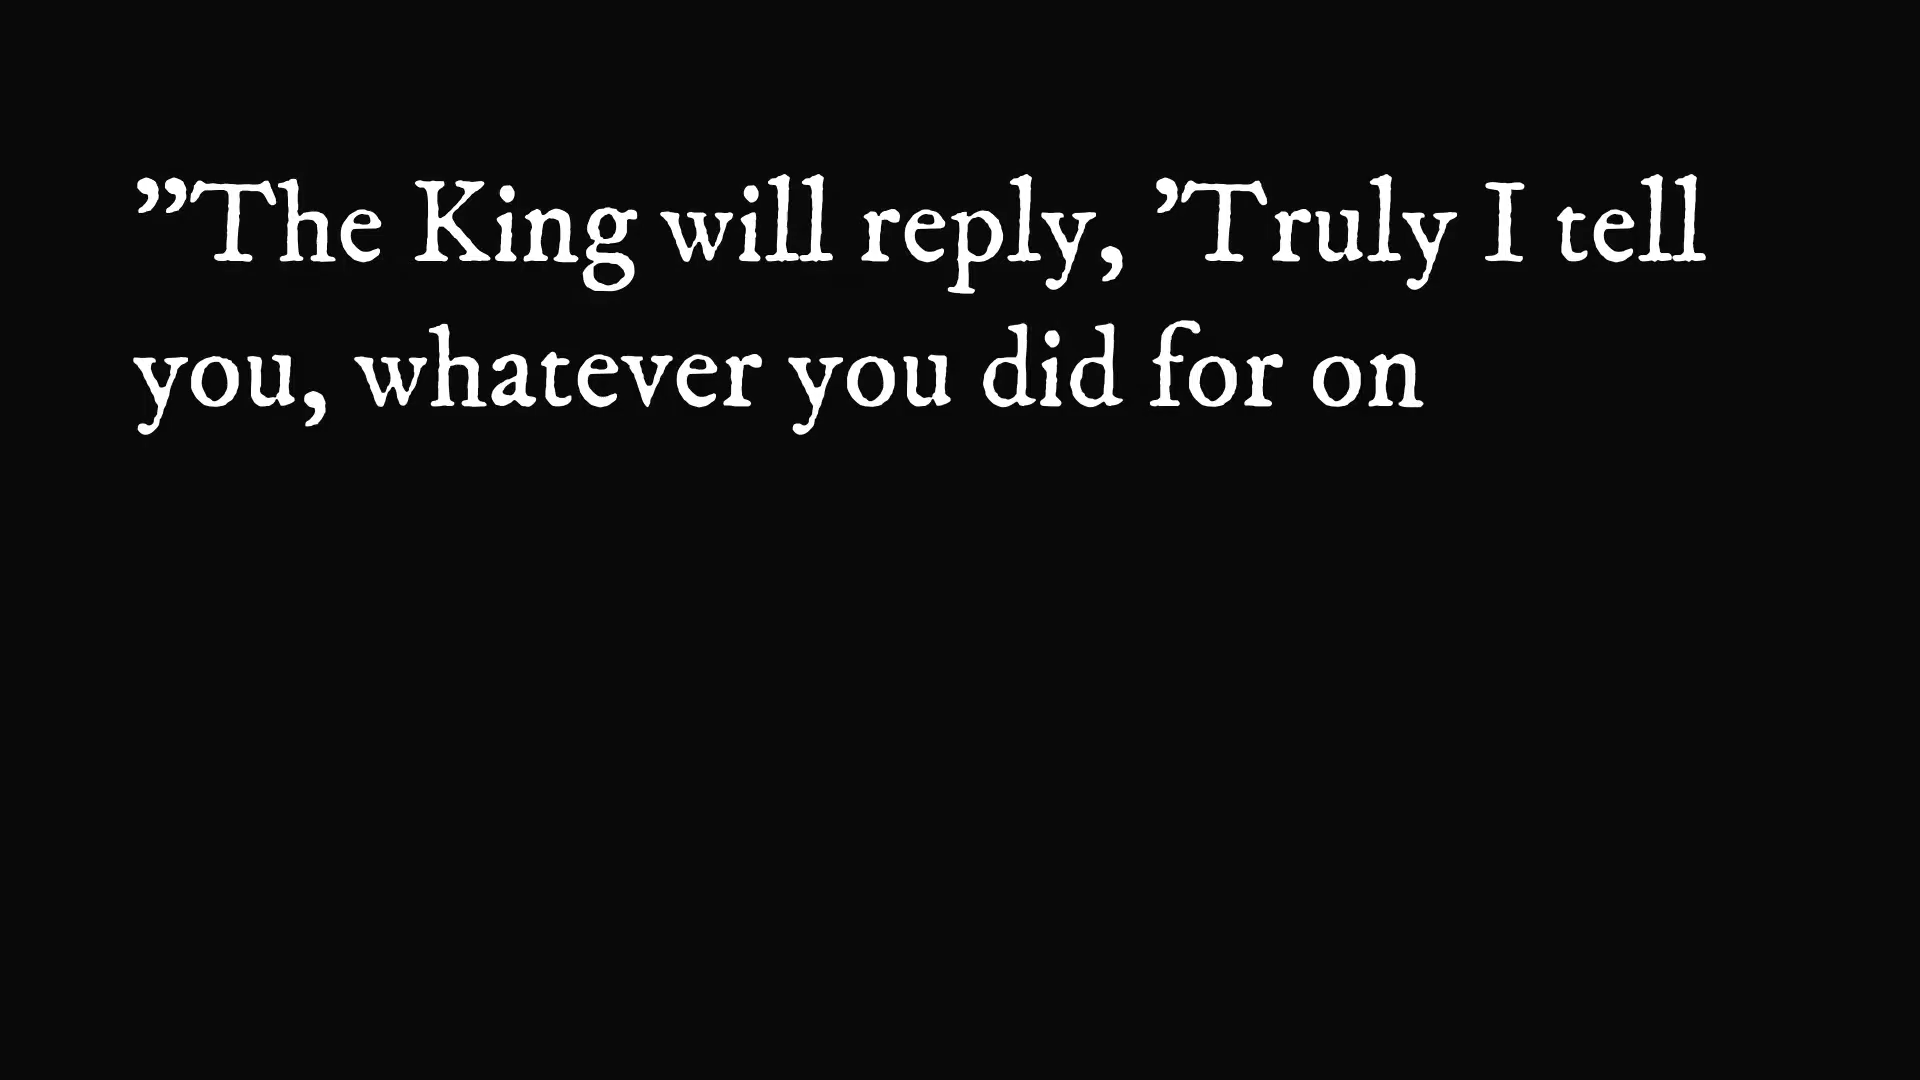 ”The King will reply, ’Truly I tell
you, whatever you did for on